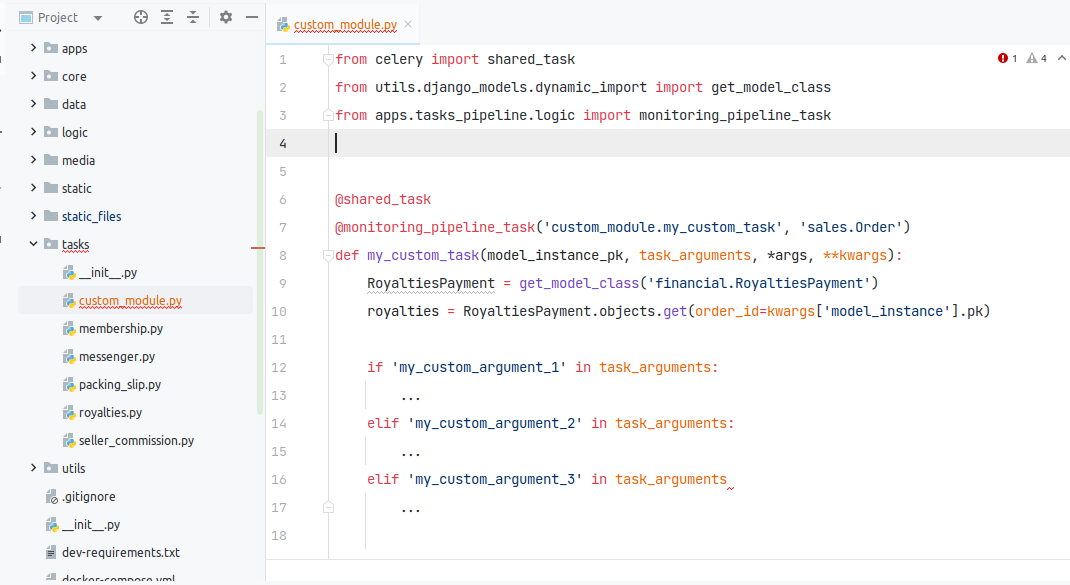 Project
custom_module.py
apps
core
data
logic
media
static
static_files
tasks
__init__.py
custom_module.py
membership.py
messenger.py
packing_slip.py
royalties.py
seller_commission.py
utils
.gitignore
__init__.py
dev-requirements.txt
docker-compose.yml
1 4
1 from celery import shared_task
2 from utils.django_models.dynamic_import import get_model_class
3 from apps.tasks_pipeline.logic import monitoring_pipeline_task
4
5
6 @shared_task
7 @monitoring_pipeline_task('custom_module.my_custom_task', 'sales.Order')
8 def my_custom_task(model_instance_pk, task_arguments, *args, **kwargs):
9 RoyaltiesPayment = get_model_class('financial.RoyaltiesPayment')
10 royalties = RoyaltiesPayment.objects.get(order_id=kwargs['model_instance'].pk)
11
12 if 'my_custom_argument_1' in task_arguments:
13 ...
14 elif 'my_custom_argument_2' in task_arguments:
15 ...
16 elif 'my_custom_argument_3' in task_arguments
17 ...
18